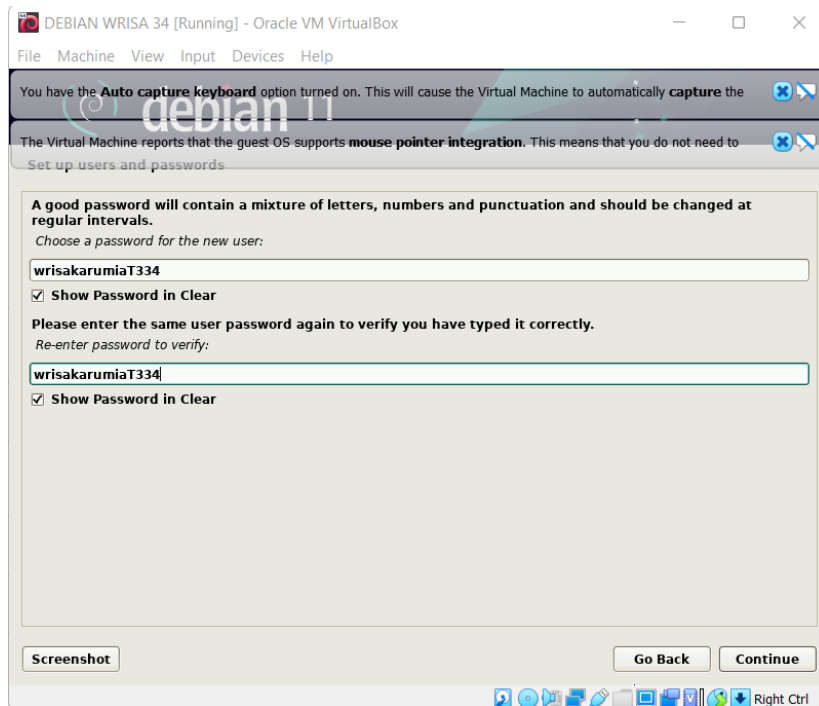 DEBIAN WRISA 34 [Running] - Oracle VM VirtualBox
File Machine View Input Devices Help
You have the Auto capture keyboard option turned on. This will cause the Virtual Machine to automatically capture the
debian 11
The Virtual Machine reports that the guest OS supports mouse pointer integration. This means that you do not need to
Set up users and passwords
A good password will contain a mixture of letters, numbers and punctuation and should be changed at
regular intervals.
Choose a password for the new user:
wrisakarumiaT334
Show Password in Clear
Please enter the same user password again to verify you have typed it correctly.
Re-enter password to verify:
wrisakarumiaT334
Show Password in Clear
Screenshot
Go Back
Continue
Right Ctrl